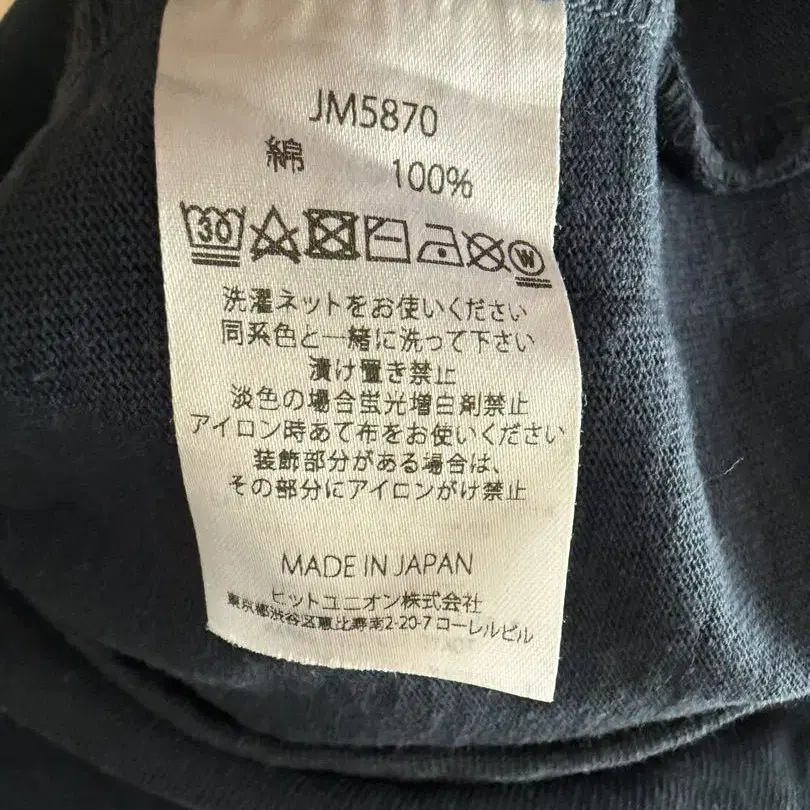 JM5870
綿 100%
30 W
洗濯ネットをお使いください
同系色と一緒に洗って下さい
漬け置き禁止
淡色の場合蛍光増白剤禁止
アイロン時あて布をお使いください
装飾部分がある場合は、
その部分にアイロンがけ禁止
MADE IN JAPAN
ヒットユニオン株式会社
東京都渋谷区恵比寿南2-20-7 コーレルビル